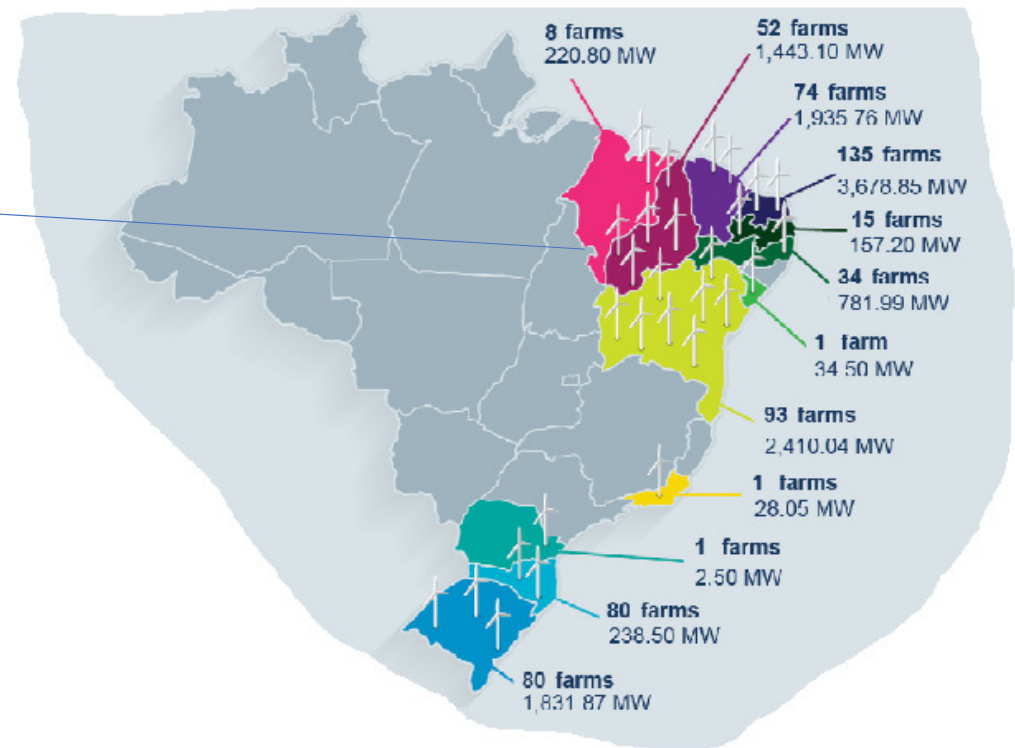 8 farms
220.80 MW
52 farms
1,443.10 MW
74 farms
1,935.76 MW
135 farms
3,678.85 MW
15 farms
157.20 MW
34 farms
781.99 MW
1 farm
34.50 MW
93 farms
2,410.04 MW
1 farms
28.05 MW
1 farms
2.50 MW
80 farms
238.50 MW
80 farms
1,831.87 MW